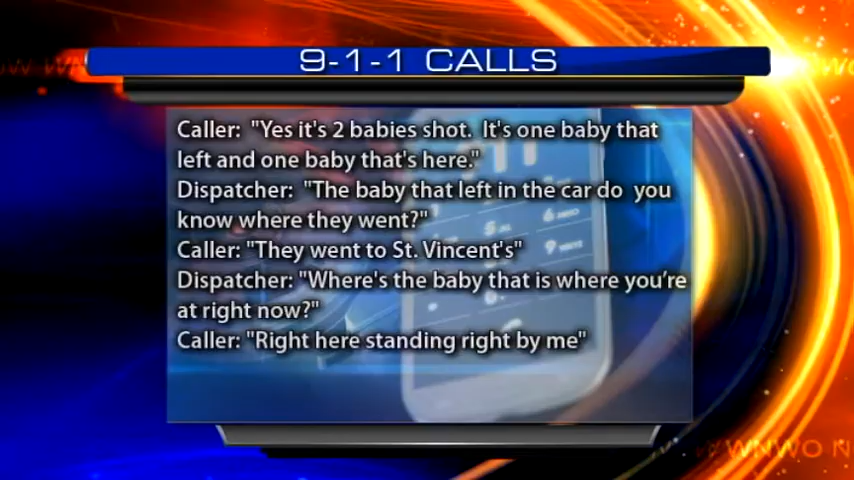 9-1-1 CALLS
Caller:  "Yes it's 2 babies shot.  It's one baby that
left and one baby that's here."
Dispatcher:  "The baby that left in the car do  you
know where they went?"
Caller: "They went to St. Vincent's"
Dispatcher: "Where's the baby that is where you're
at right now?"
Caller: "Right here standing right by me"
WNWO N